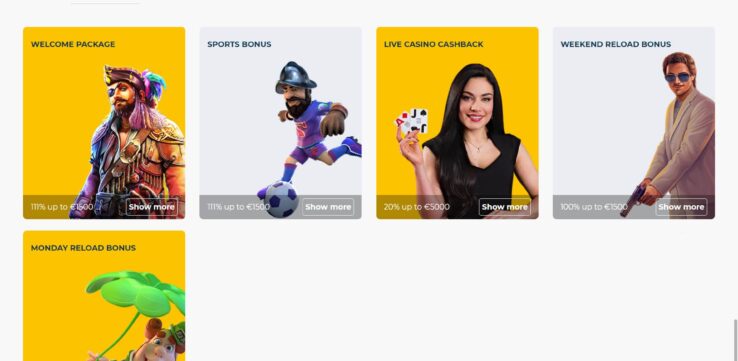 WELCOME PACKAGE
SPORTS BONUS
LIVE CASINO CASHBACK
WEEKEND RELOAD BONUS
111% up to €1500
Show more
111% up to €1500
Show more
20% up to €5000
Show more
100% up to €1500
Show more
MONDAY RELOAD BONUS